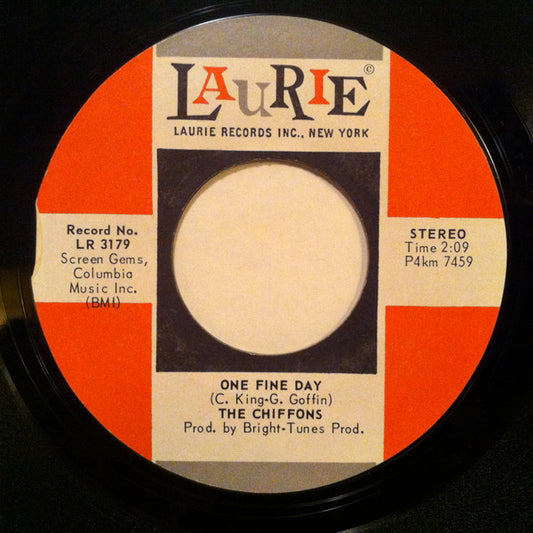 LAURIE ©
LAURIE RECORDS INC., NEW YORK
Record No.
LR 3179
Screen Gems,
Columbia
Music Inc.
(BMI)
STEREO
Time 2:09
P4km 7459
ONE FINE DAY
(C. King-G. Goffin)
THE CHIFFONS
Prod. by Bright-Tunes Prod.